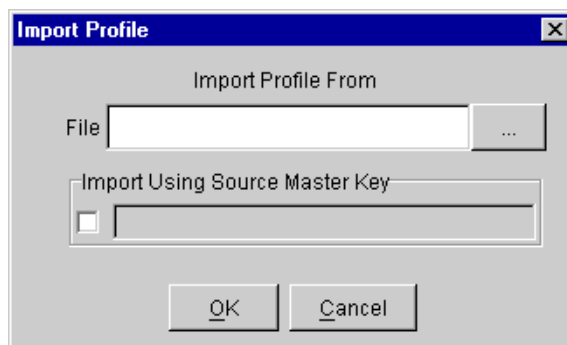 Import Profile
Import Profile From
File ...
Import Using Source Master Key
OK Cancel